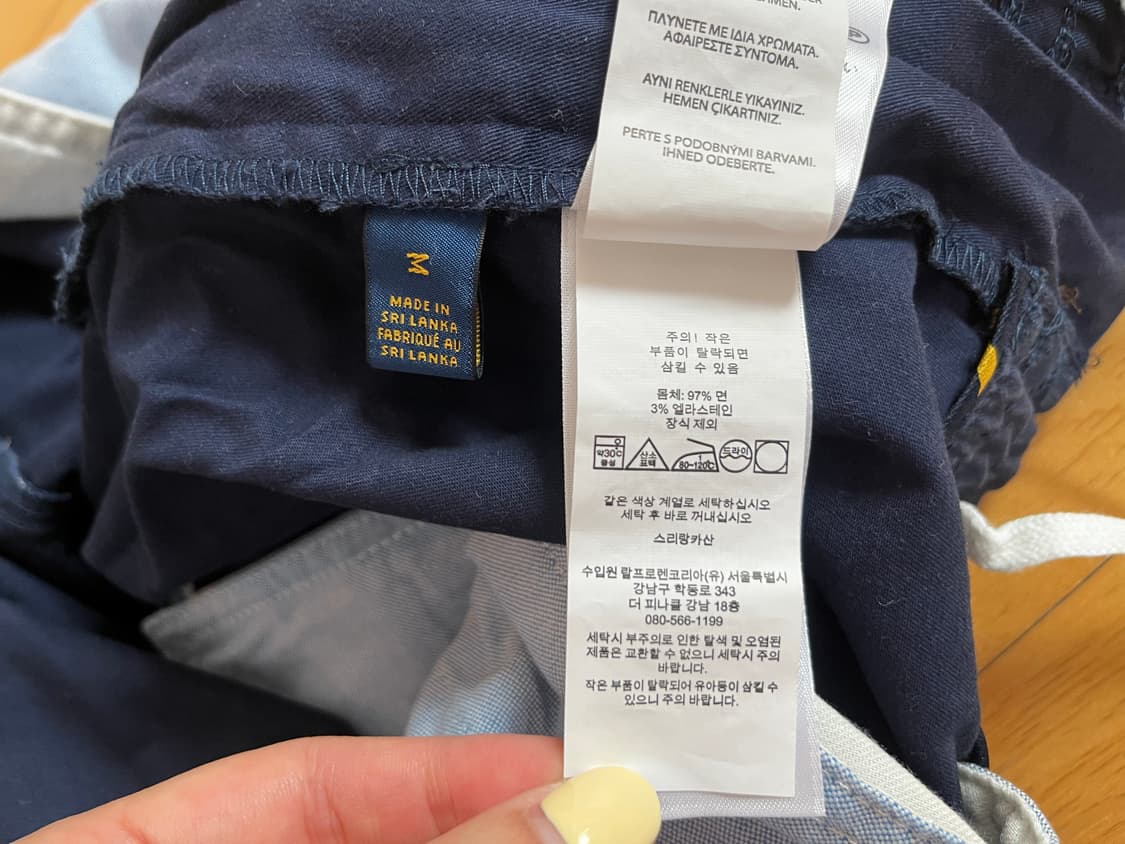 ΠΛΥΝΕΤΕ ΜΕ ΙΔΙΑ ΧΡΩΜΑΤΑ.
ΑΦΑΙΡΕΣΤΕ ΣΥΝΤΟΜΑ.
AYNI RENKLERLE YIKAYINIZ.
HEMEN ÇIKARTINIZ.
PERTE S PODOBNÝMI BARVAMI.
IHNED ODEBERTE.
M
MADE IN
SRI LANKA
FABRIQUÉ AU
SRI LANKA
주의! 작은
부품이 탈락되면
삼킬 수 있음
몸체: 97% 면
3% 엘라스테인
장식 제외
약30℃
중성
산소
표백
80~120℃
드라이
같은 색상 계열로 세탁하십시오
세탁 후 바로 꺼내십시오
스리랑카산
수입원 랄프로렌코리아(유) 서울특별시
강남구 학동로 343
더 피나클 강남 18층
080-566-1199
세탁시 부주의로 인한 탈색 및 오염된
제품은 교환할 수 없으니 세탁시 주의
바랍니다.
작은 부품이 탈락되어 유아등이 삼킬 수
있으니 주의 바랍니다.